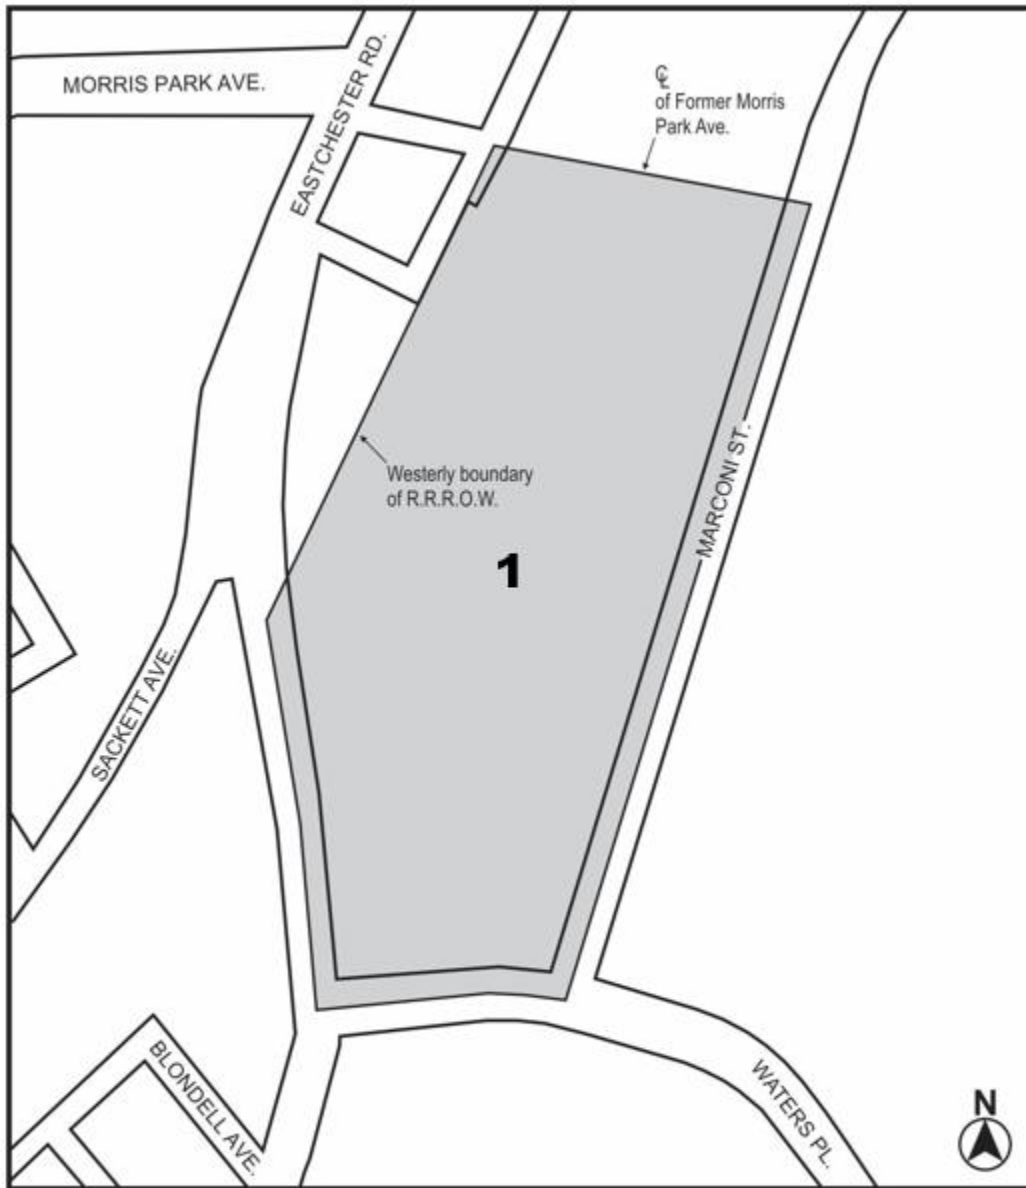 MORRIS PARK AVE.
EASTCHESTER RD.
℄
of Former Morris
Park Ave.
Westerly boundary
of R.R.R.O.W.
MARCONI ST.
1
SACKETT AVE.
BLONDELL AVE.
WATERS PL.
N